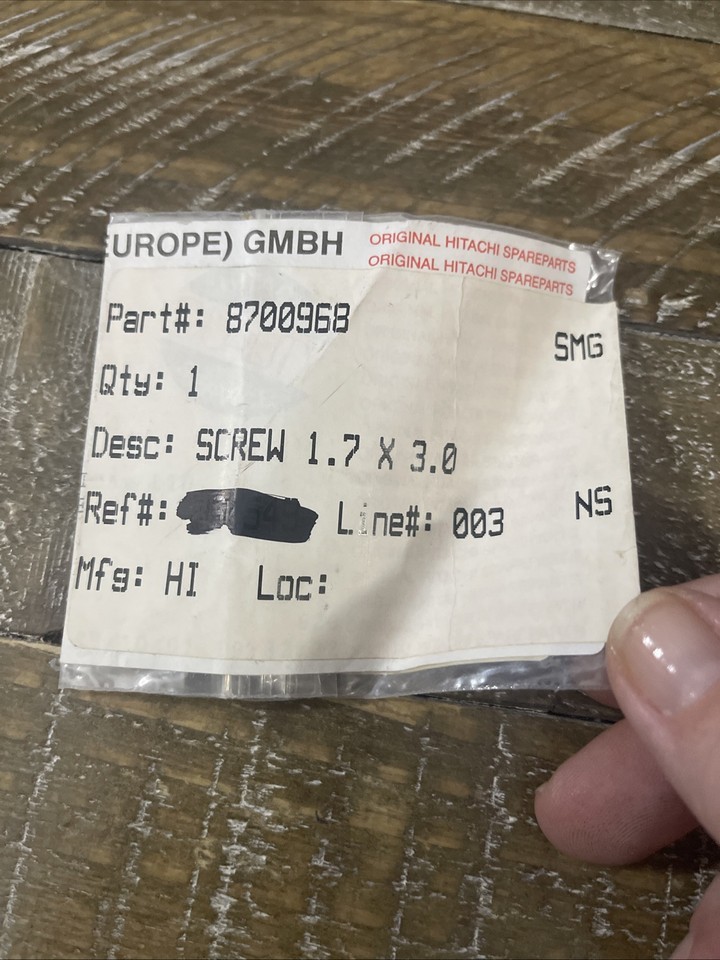 EUROPE) GMBH
ORIGINAL HITACHI SPAREPARTS
ORIGINAL HITACHI SPAREPARTS
Part#: 8700968
SMG
Qty: 1
Desc: SCREW 1.7 X 3.0
Ref#: Line#: 003
NS
Mfg: HI Loc: